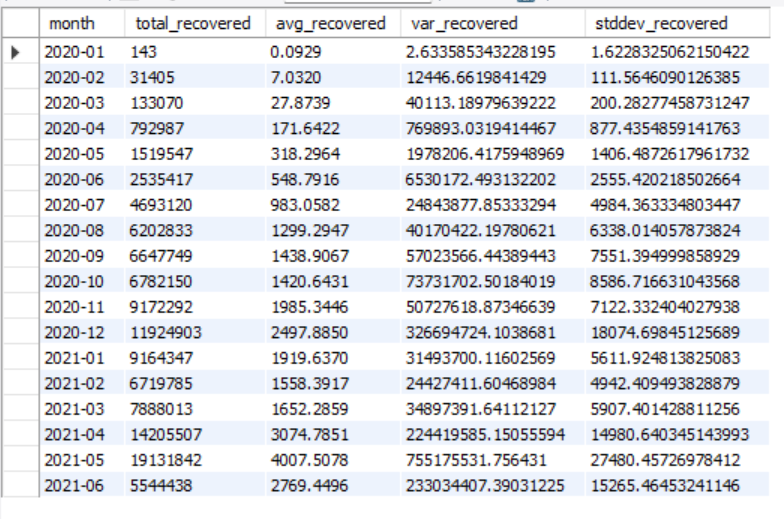 month total_recovered avg_recovered var_recovered stddev_recovered
2020-01 143 0.0929 2.633585343228195 1.6228325062150422
2020-02 31405 7.0320 12446.6619841429 111.5646090126385
2020-03 133070 27.8739 40113.18979639222 200.28277458731247
2020-04 792987 171.6422 769893.0319414467 877.4354859141763
2020-05 1519547 318.2964 1978206.4175948969 1406.4872617961732
2020-06 2535417 548.7916 6530172.493132202 2555.420218502664
2020-07 4693120 983.0582 24843877.85333294 4984.363334803447
2020-08 6202833 1299.2947 40170422.19780621 6338.014057873824
2020-09 6647749 1438.9067 57023566.44389443 7551.394999858929
2020-10 6782150 1420.6431 73731702.50184019 8586.716631043568
2020-11 9172292 1985.3446 50727618.87346639 7122.332404027938
2020-12 11924903 2497.8850 326694724.1038681 18074.69845125689
2021-01 9164347 1919.6370 31493700.11602569 5611.924813825083
2021-02 6719785 1558.3917 24427411.60468984 4942.409493828879
2021-03 7888013 1652.2859 34897391.64112127 5907.401428811256
2021-04 14205507 3074.7851 224419585.15055594 14980.640345143993
2021-05 19131842 4007.5078 755175531.756431 27480.45726978412
2021-06 5544438 2769.4496 233034407.39031225 15265.46453241146